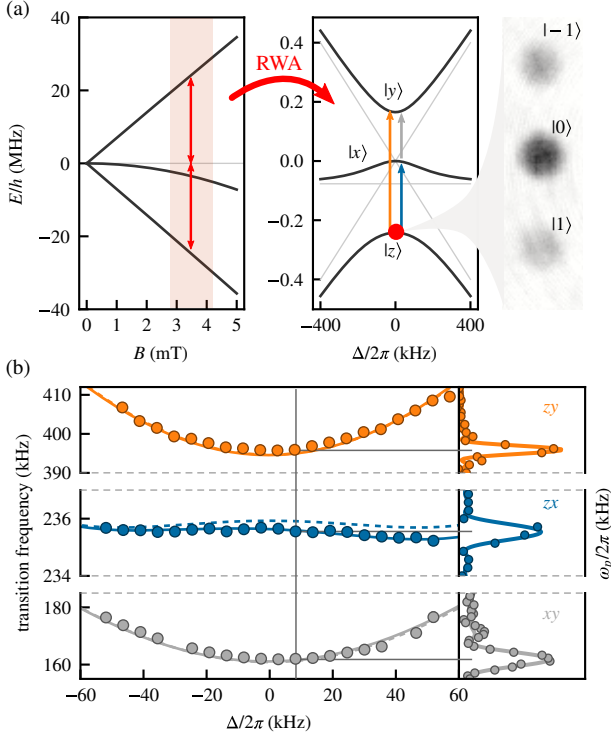 (a)
RWA
E/h (MHz)
40
20
0
−20
−40
0
1
2
3
4
5
B (mT)
0.4
0.2
0.0
−0.2
−0.4
−400
0
400
Δ/2π (kHz)
|y⟩
|x⟩
|z⟩
|−1⟩
|0⟩
|1⟩
(b)
transition frequency (kHz)
410
400
390
236
234
180
160
zy
zx
xy
ω_p/2π (kHz)
−60
−40
−20
0
20
40
60
Δ/2π (kHz)